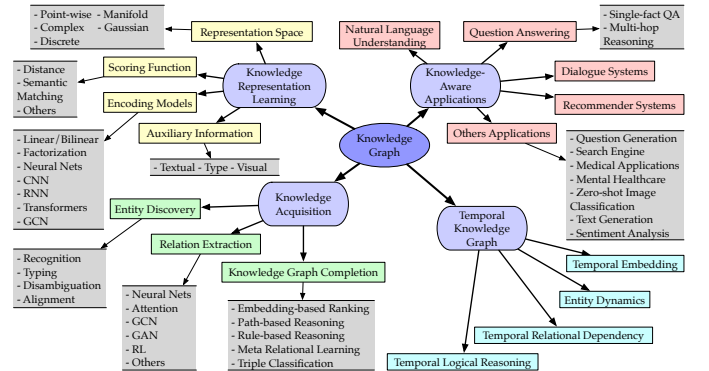 - Point-wise - Manifold
- Complex - Gaussian
- Discrete
Representation Space
Natural Language
Understanding
Question Answering
- Single-fact QA
- Multi-hop
Reasoning
- Distance
- Semantic
Matching
- Others
Scoring Function
Encoding Models
Auxiliary Information
Knowledge
Representation
Learning
Knowledge-
Aware
Applications
Dialogue Systems
Recommender Systems
Others Applications
Knowledge
Graph
- Linear/Bilinear
- Factorization
- Neural Nets
- CNN
- RNN
- Transformers
- GCN
- Textual - Type - Visual
- Question Generation
- Search Engine
- Medical Applications
- Mental Healthcare
- Zero-shot Image
Classification
- Text Generation
- Sentiment Analysis
Knowledge
Acquisition
Entity Discovery
Relation Extraction
Knowledge Graph Completion
Temporal
Knowledge
Graph
Temporal Embedding
Entity Dynamics
Temporal Relational Dependency
Temporal Logical Reasoning
- Recognition
- Typing
- Disambiguation
- Alignment
- Neural Nets
- Attention
- GCN
- GAN
- RL
- Others
- Embedding-based Ranking
- Path-based Reasoning
- Rule-based Reasoning
- Meta Relational Learning
- Triple Classification